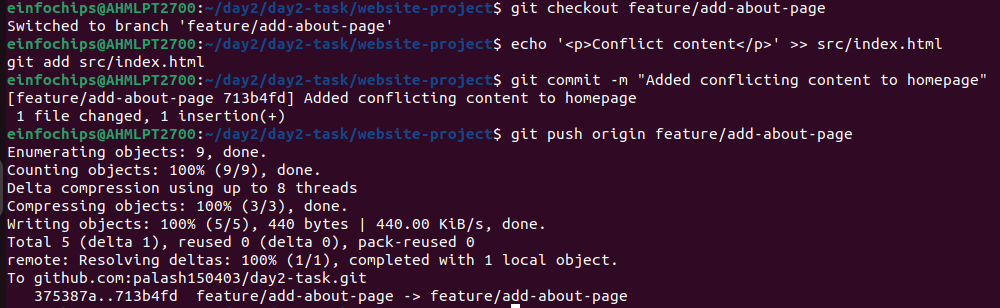 einfochips@AHMLPT2700:~/day2/day2-task/website-project$ git checkout feature/add-about-page
Switched to branch 'feature/add-about-page'
einfochips@AHMLPT2700:~/day2/day2-task/website-project$ echo '<p>Conflict content</p>' >> src/index.html
git add src/index.html
einfochips@AHMLPT2700:~/day2/day2-task/website-project$ git commit -m "Added conflicting content to homepage"
[feature/add-about-page 713b4fd] Added conflicting content to homepage
 1 file changed, 1 insertion(+)
einfochips@AHMLPT2700:~/day2/day2-task/website-project$ git push origin feature/add-about-page
Enumerating objects: 9, done.
Counting objects: 100% (9/9), done.
Delta compression using up to 8 threads
Compressing objects: 100% (3/3), done.
Writing objects: 100% (5/5), 440 bytes | 440.00 KiB/s, done.
Total 5 (delta 1), reused 0 (delta 0), pack-reused 0
remote: Resolving deltas: 100% (1/1), completed with 1 local object.
To github.com:palash150403/day2-task.git
   375387a..713b4fd  feature/add-about-page -> feature/add-about-page